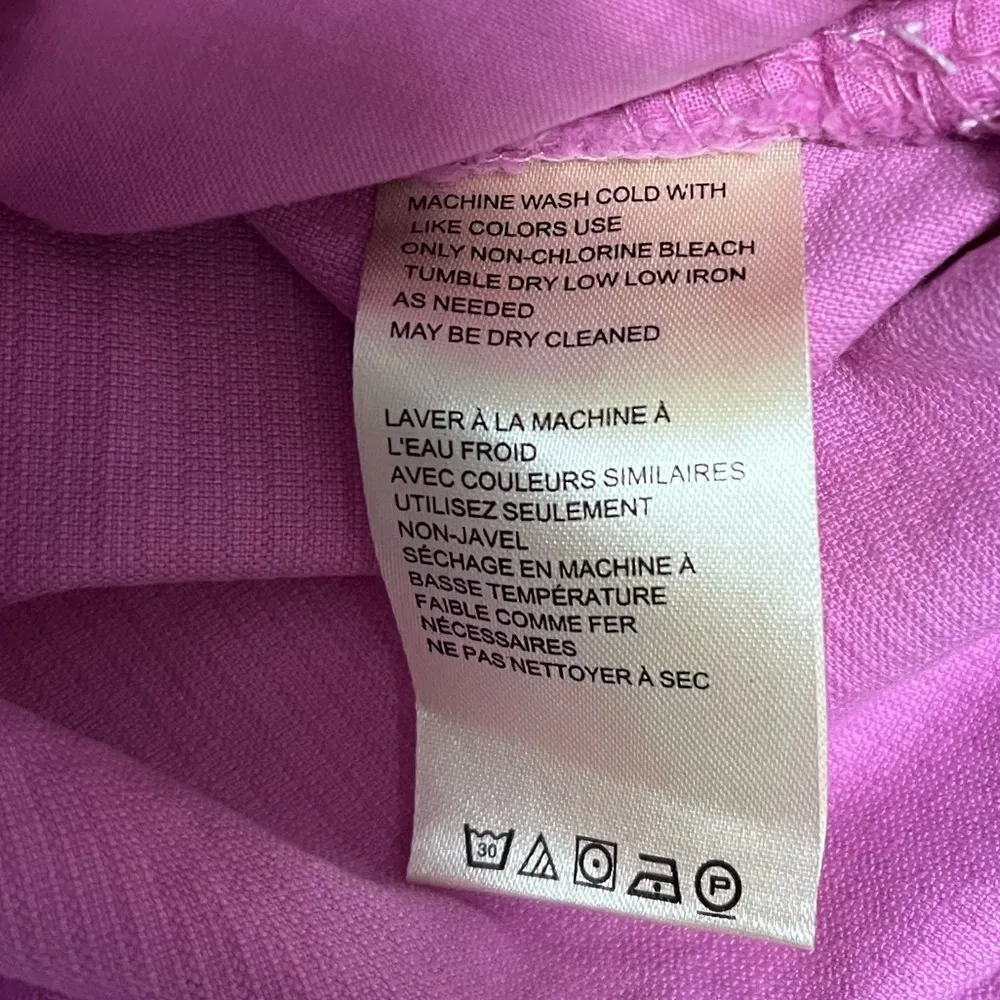 MACHINE WASH COLD WITH
LIKE COLORS USE
ONLY NON-CHLORINE BLEACH
TUMBLE DRY LOW LOW IRON
AS NEEDED
MAY BE DRY CLEANED
LAVER À LA MACHINE À
L'EAU FROID
AVEC COULEURS SIMILAIRES
UTILISEZ SEULEMENT
NON-JAVEL
SÉCHAGE EN MACHINE À
BASSE TEMPÉRATURE
FAIBLE COMME FER
NÉCESSAIRES
NE PAS NETTOYER À SEC
30 P